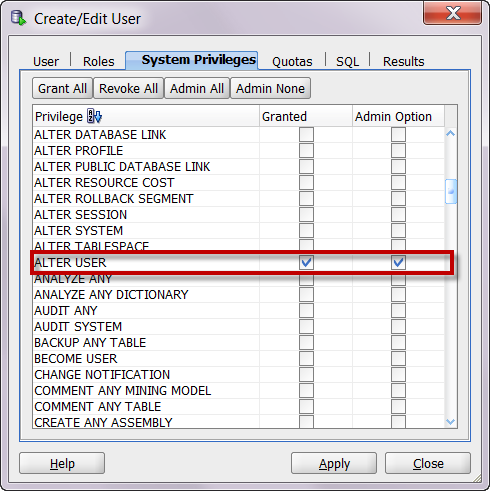 Create/Edit User
User Roles System Privileges Quotas SQL Results
Grant All Revoke All Admin All Admin None
Privilege Granted Admin Option
ALTER DATABASE LINK
ALTER PROFILE
ALTER PUBLIC DATABASE LINK
ALTER RESOURCE COST
ALTER ROLLBACK SEGMENT
ALTER SESSION
ALTER SYSTEM
ALTER TABLESPACE
ALTER USER
ANALYZE ANY
ANALYZE ANY DICTIONARY
AUDIT ANY
AUDIT SYSTEM
BACKUP ANY TABLE
BECOME USER
CHANGE NOTIFICATION
COMMENT ANY MINING MODEL
COMMENT ANY TABLE
CREATE ANY ASSEMBLY
Help Apply Close